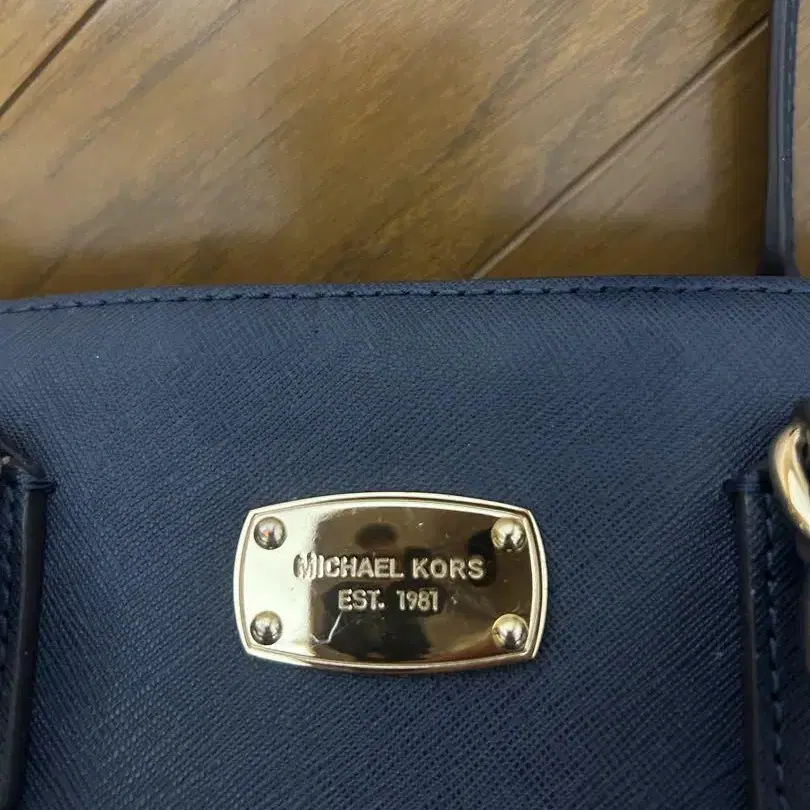 MICHAEL KORS
EST. 1981